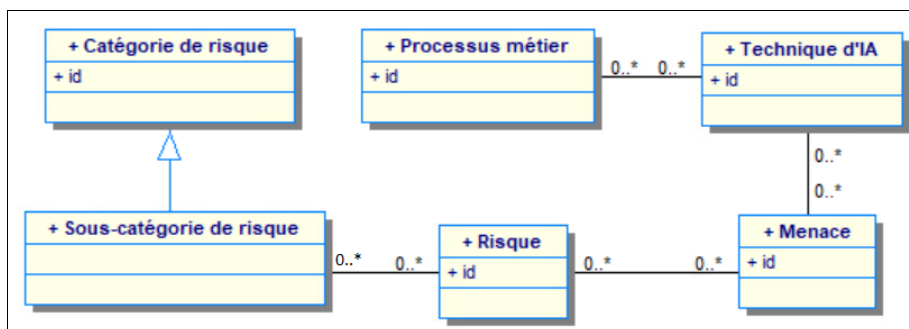 + Catégorie de risque
+ id
+ Processus métier
+ id
+ Technique d'IA
+ id
0..* 0..*
0..*
0..*
+ Sous-catégorie de risque
+ Risque
+ id
+ Menace
+ id
0..* 0..*
0..* 0..*